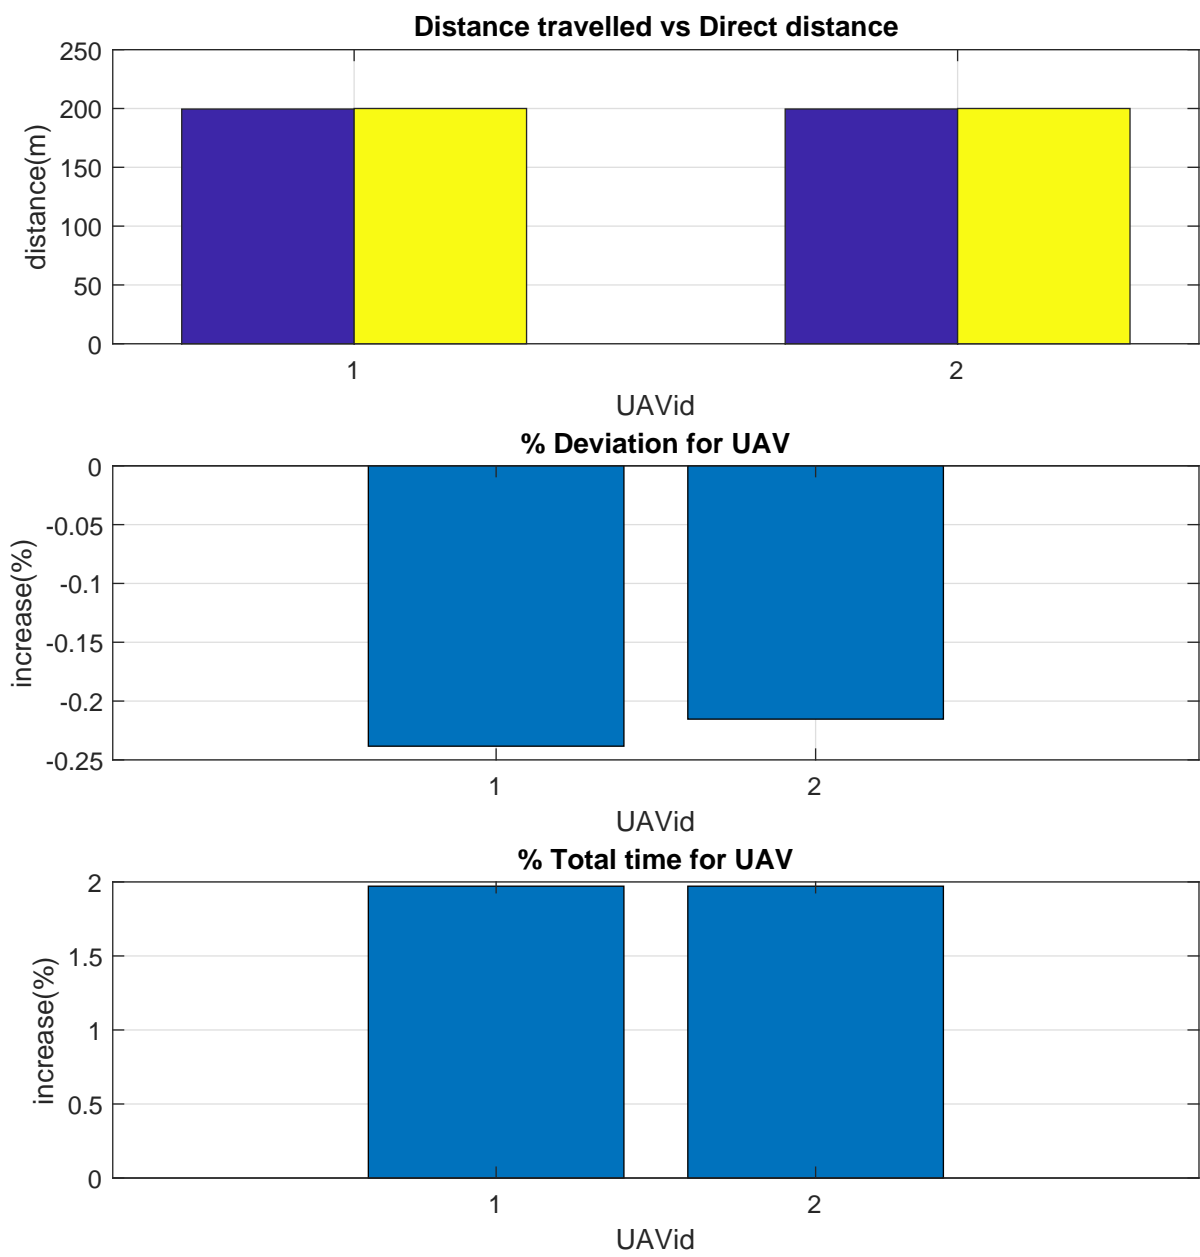 Distance travelled vs Direct distance
250
200
150
100
50
0
distance(m)
1 2
UAVid
% Deviation for UAV
0
-0.05
-0.1
-0.15
-0.2
-0.25
increase(%)
1 2
UAVid
% Total time for UAV
2
1.5
1
0.5
0
increase(%)
1 2
UAVid